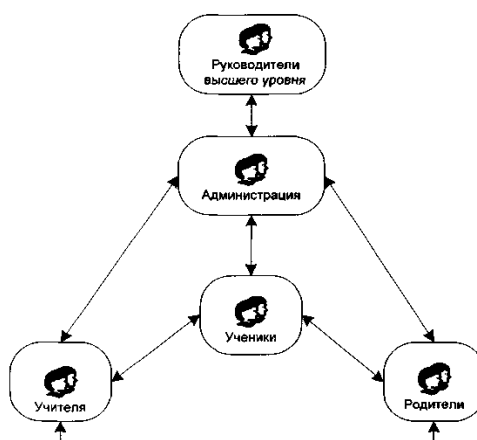 Руководители
высшего уровня
Администрация
Ученики
Учителя
Родители